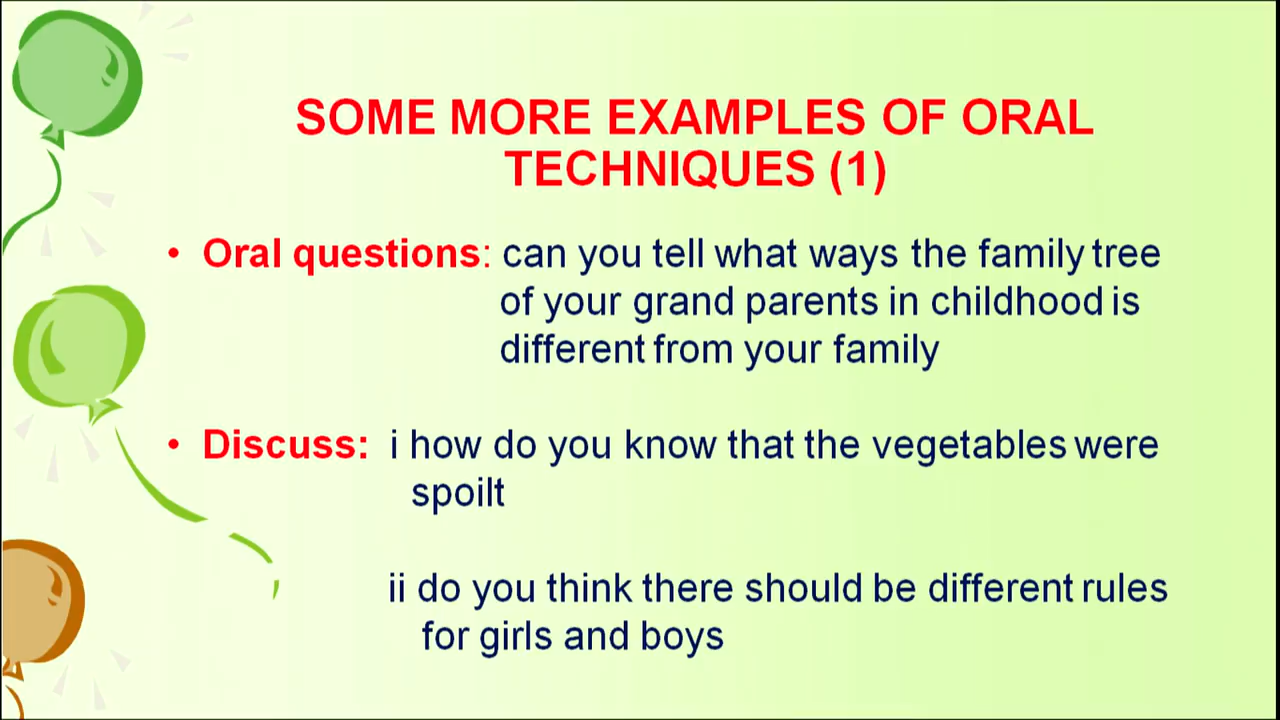 SOME MORE EXAMPLES OF ORAL
TECHNIQUES (1)
• Oral questions: can you tell what ways the family tree
of your grand parents in childhood is
different from your family
• Discuss: i how do you know that the vegetables were
spoilt
ii do you think there should be different rules
for girls and boys